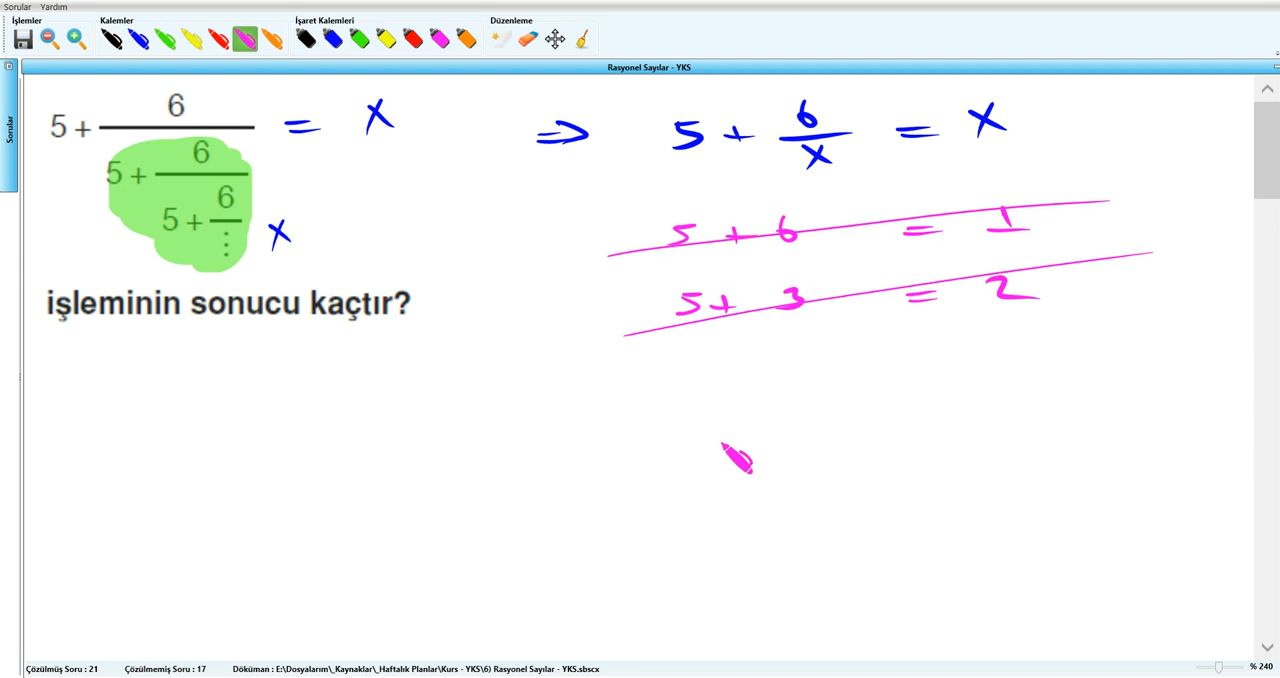 Sorular Yardım
İşlemler Kalemler İşaret Kalemleri Düzenleme
Rasyonel Sayılar - YKS
Sorular
5 + 6 / 5 + 6 / 5 + 6 / ⋮ = x ⇒ 5 + 6 / x = x
x
5 + 6 = 1
5 + 3 = 2
işleminin sonucu kaçtır?
Çözülmüş Soru : 21 Çözülmemiş Soru : 17 Döküman : E:\Dosyalarım\_Kaynaklar\_Haftalık Planlar\Kurs - YKS\6) Rasyonel Sayılar - YKS.sbscx % 240